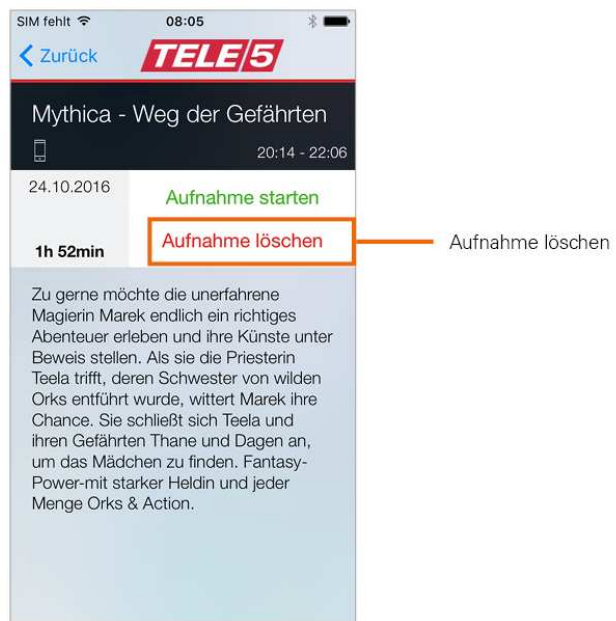 SIM fehlt 08:05
Zurück TELE 5
Mythica - Weg der Gefährten
20:14 - 22:06
24.10.2016
Aufnahme starten
Aufnahme löschen Aufnahme löschen
1h 52min
Zu gerne möchte die unerfahrene
Magierin Marek endlich ein richtiges
Abenteuer erleben und ihre Künste unter
Beweis stellen. Als sie die Priesterin
Teela trifft, deren Schwester von wilden
Orks entführt wurde, wittert Marek ihre
Chance. Sie schließt sich Teela und
ihren Gefährten Thane und Dagen an,
um das Mädchen zu finden. Fantasy-
Power-mit starker Heldin und jeder
Menge Orks & Action.